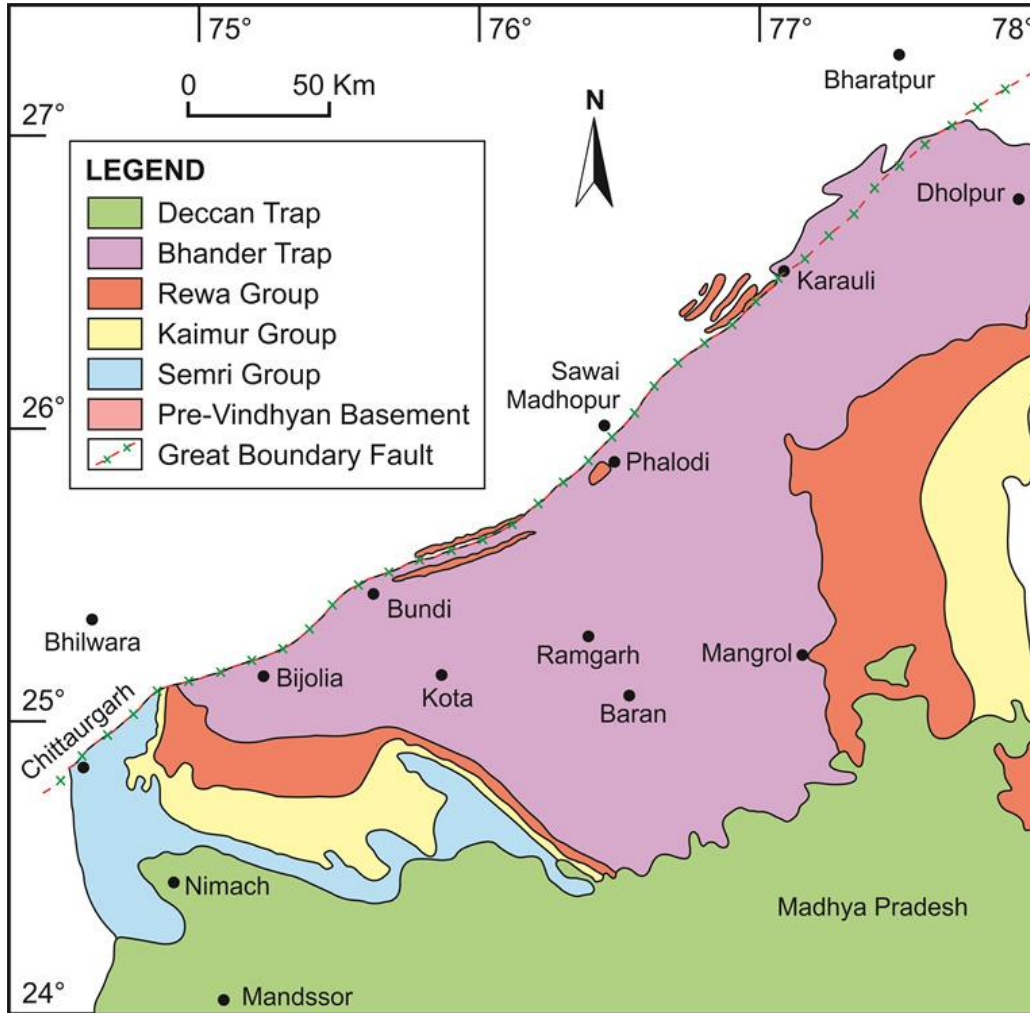 75°
76°
77°
78°
0 50 Km
N
Bharatpur
27°
LEGEND
Deccan Trap
Bhander Trap
Rewa Group
Kaimur Group
Semri Group
Pre-Vindhyan Basement
Great Boundary Fault
Dholpur
Karauli
26°
Sawai
Madhopur
Phalodi
Bundi
Bhilwara
Ramgarh
Mangrol
Bijolia
Kota
Baran
25°
Chittaurgarh
Nimach
Madhya Pradesh
24°
Mandssor